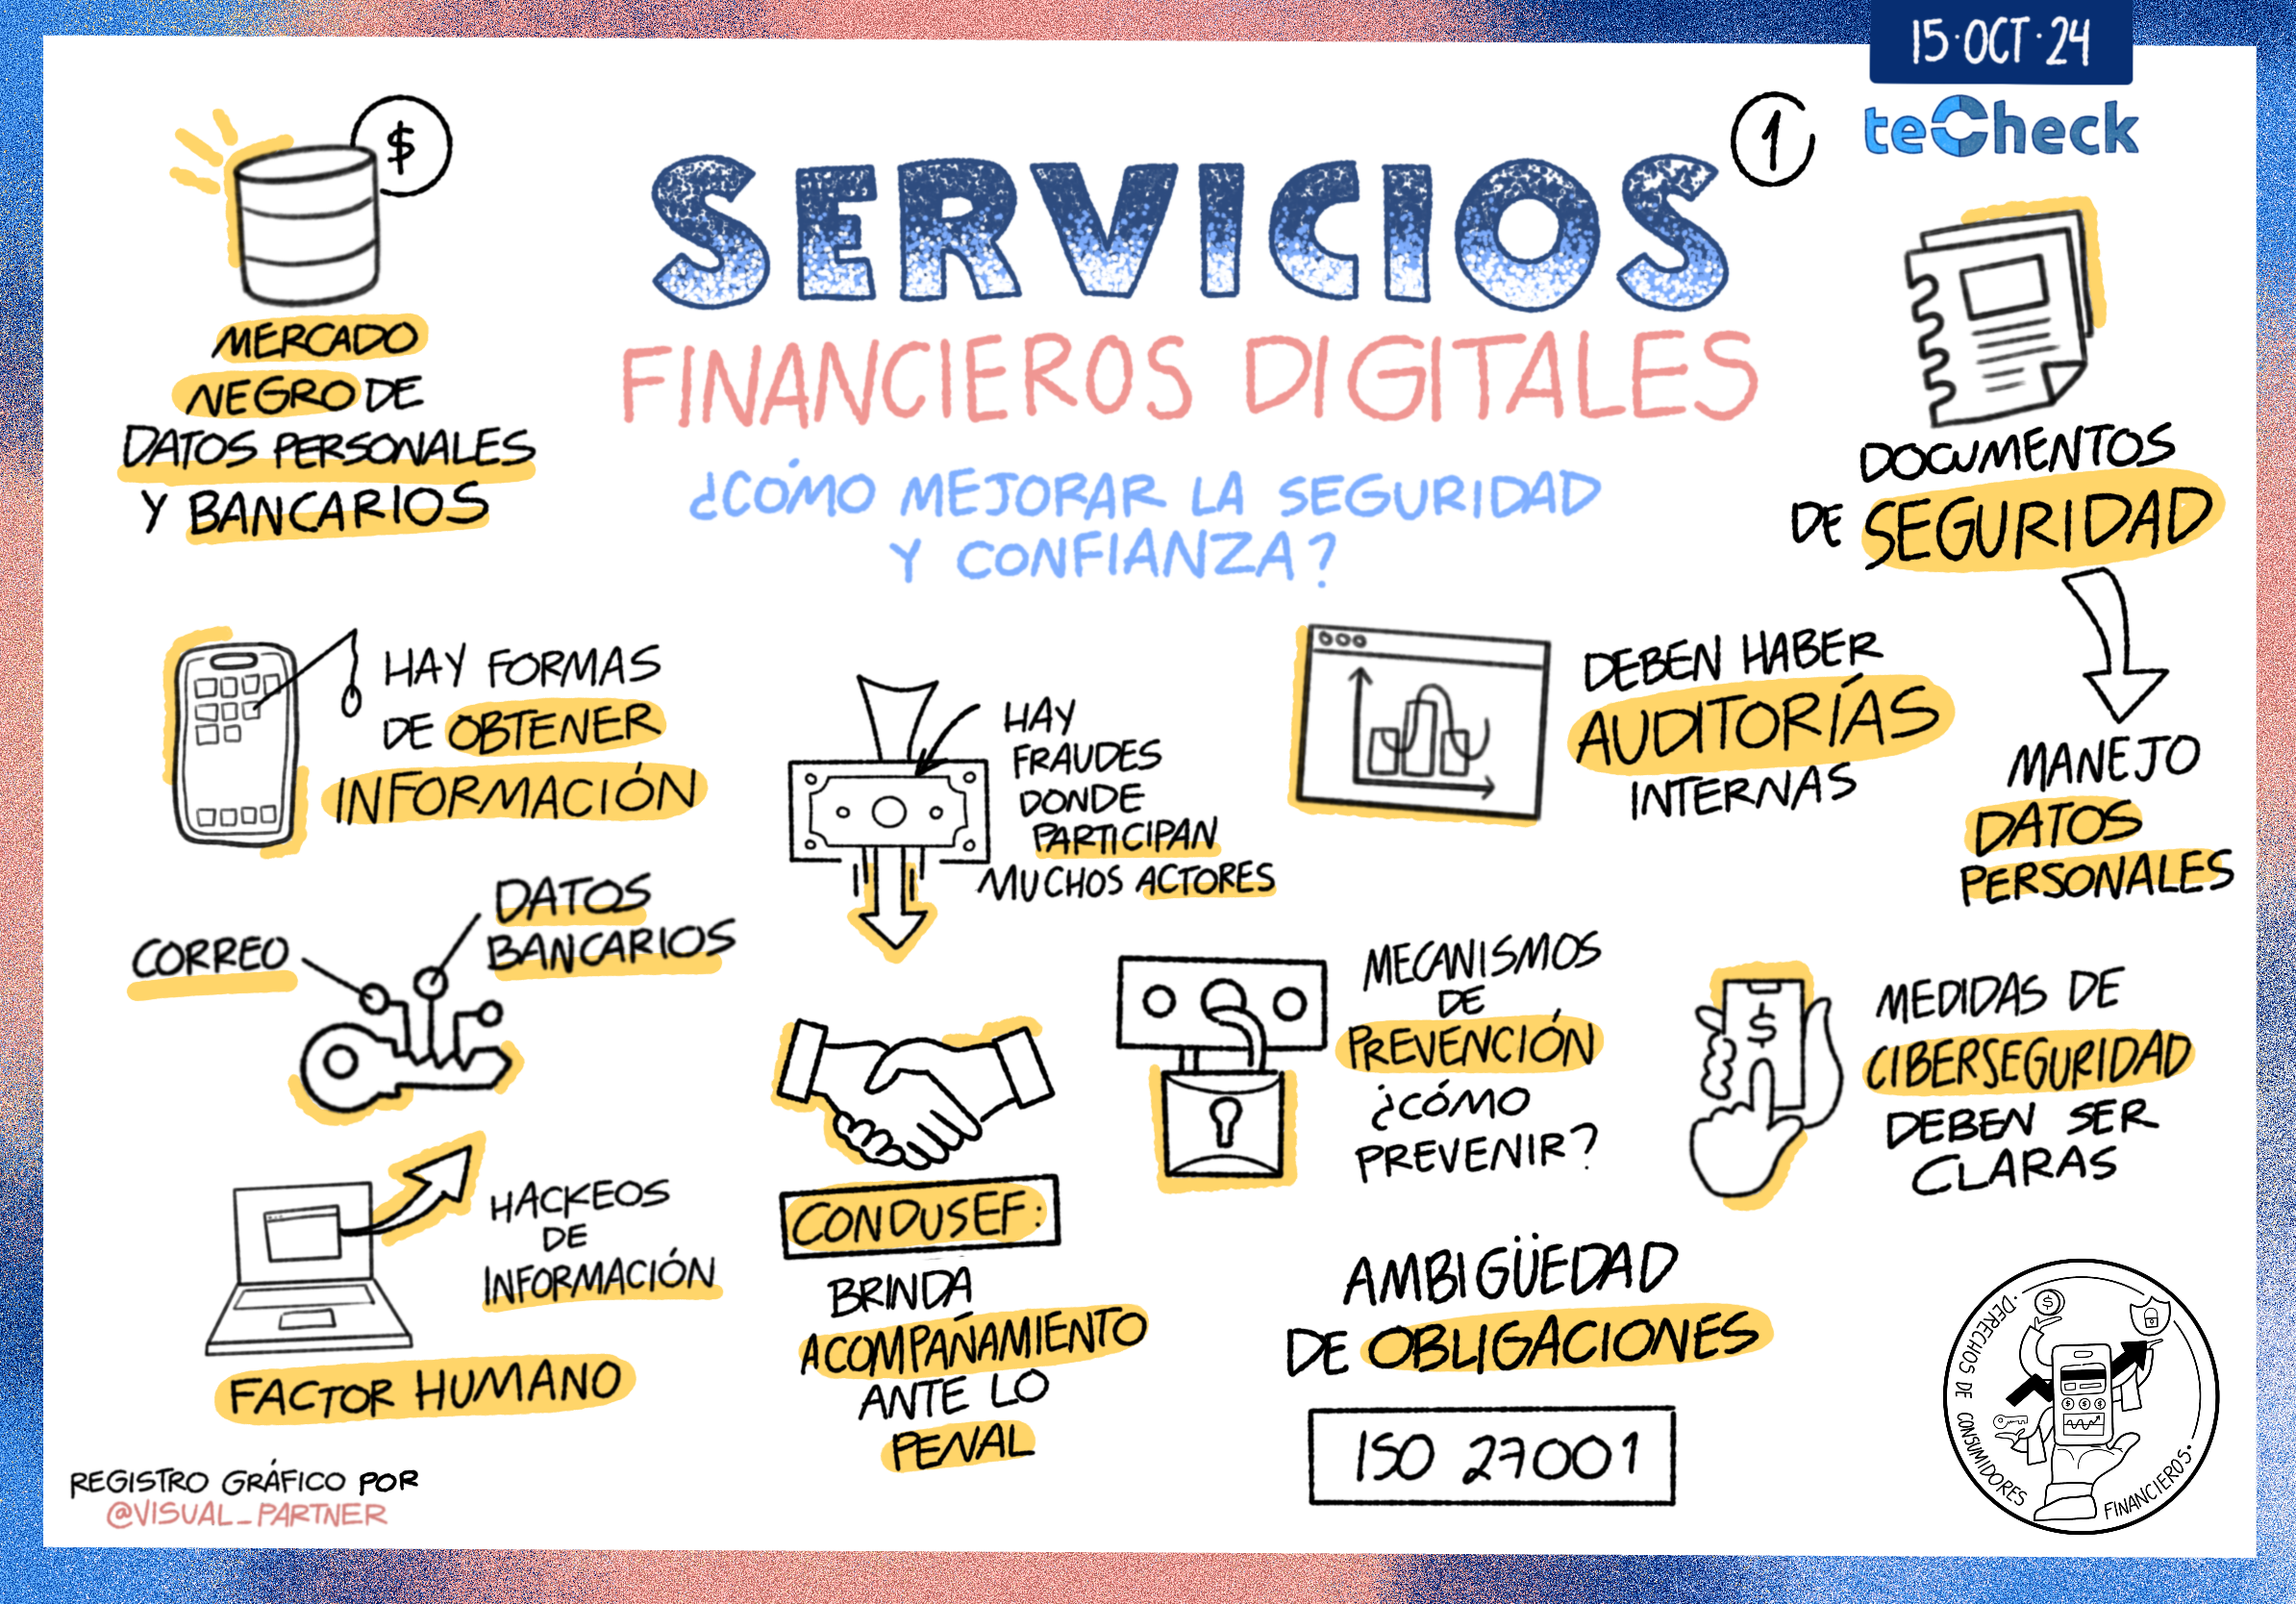 15·OCT·24
teCheck
1
SERVICIOS
FINANCIEROS DIGITALES
¿CÓMO MEJORAR LA SEGURIDAD
Y CONFIANZA?
$
MERCADO
NEGRO DE
DATOS PERSONALES
Y BANCARIOS
DOCUMENTOS
DE SEGURIDAD
MANEJO
DATOS
PERSONALES
HAY FORMAS
DE OBTENER
INFORMACIÓN
HAY
FRAUDES
DONDE
PARTICIPAN
MUCHOS ACTORES
DEBEN HABER
AUDITORÍAS
INTERNAS
CORREO
DATOS
BANCARIOS
MECANISMOS
DE
PREVENCIÓN
¿CÓMO
PREVENIR?
$
MEDIDAS DE
CIBERSEGURIDAD
DEBEN SER
CLARAS
HACKEOS
DE
INFORMACIÓN
FACTOR HUMANO
CONDUSEF:
BRINDA
ACOMPAÑAMIENTO
ANTE LO
PENAL
AMBIGÜEDAD
DE OBLIGACIONES
ISO 27001
·DERECHOS DE CONSUMIDORES FINANCIEROS·
$
$ $ $
REGISTRO GRÁFICO POR
@VISUAL_PARTNER